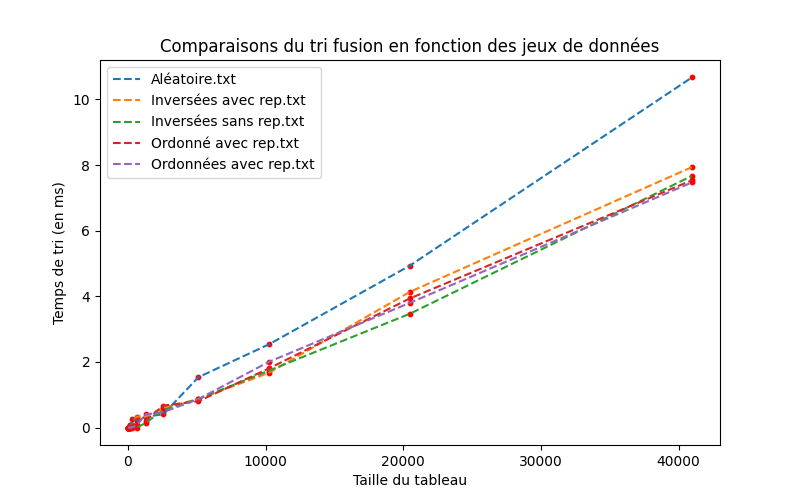 Comparaisons du tri fusion en fonction des jeux de données
Aléatoire.txt
Inversées avec rep.txt
Inversées sans rep.txt
Ordonné avec rep.txt
Ordonnées avec rep.txt
Temps de tri (en ms)
10
8
6
4
2
0
0 10000 20000 30000 40000
Taille du tableau